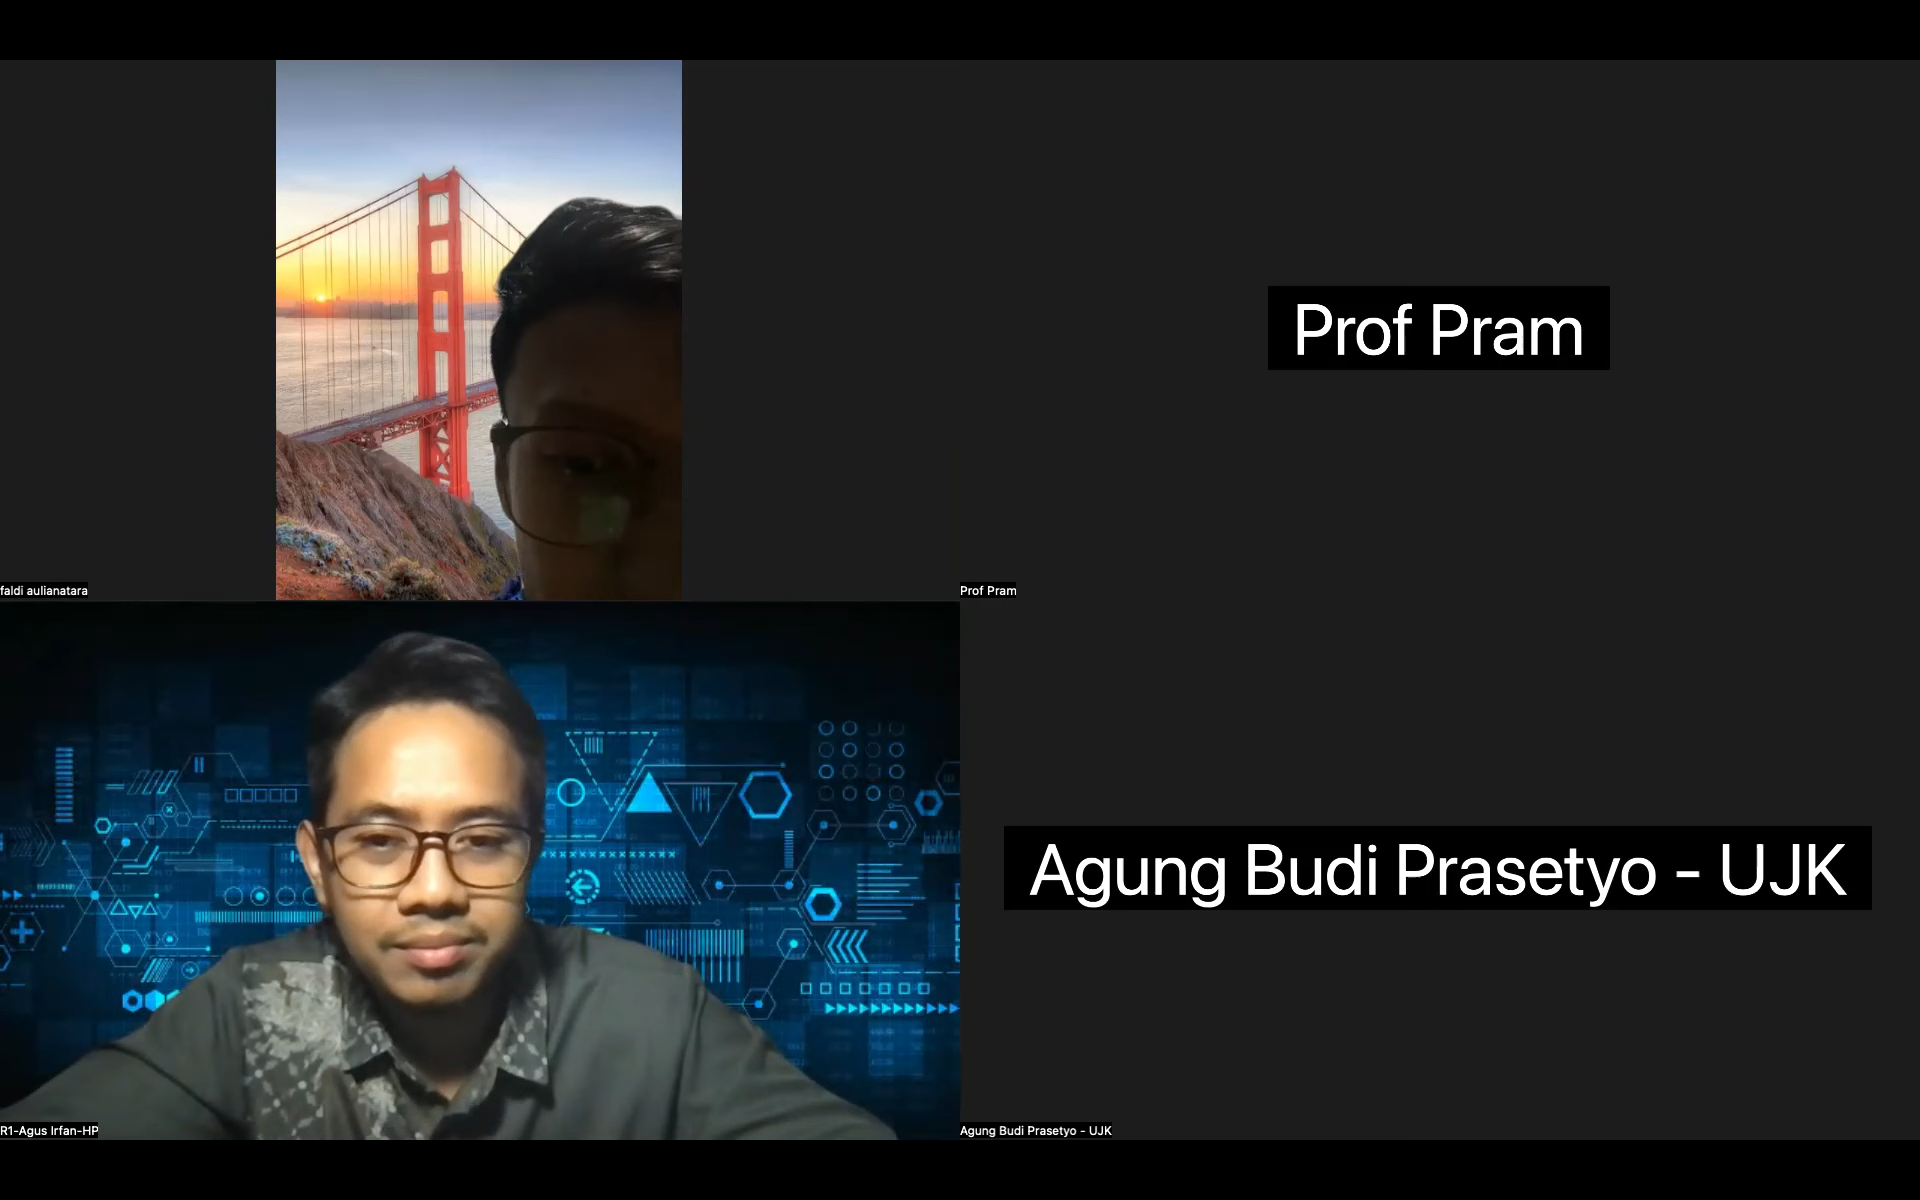 Prof Pram
faldi aulianatara
Prof Pram
Agung Budi Prasetyo - UJK
R1-Agus Irfan-HP
Agung Budi Prasetyo - UJK